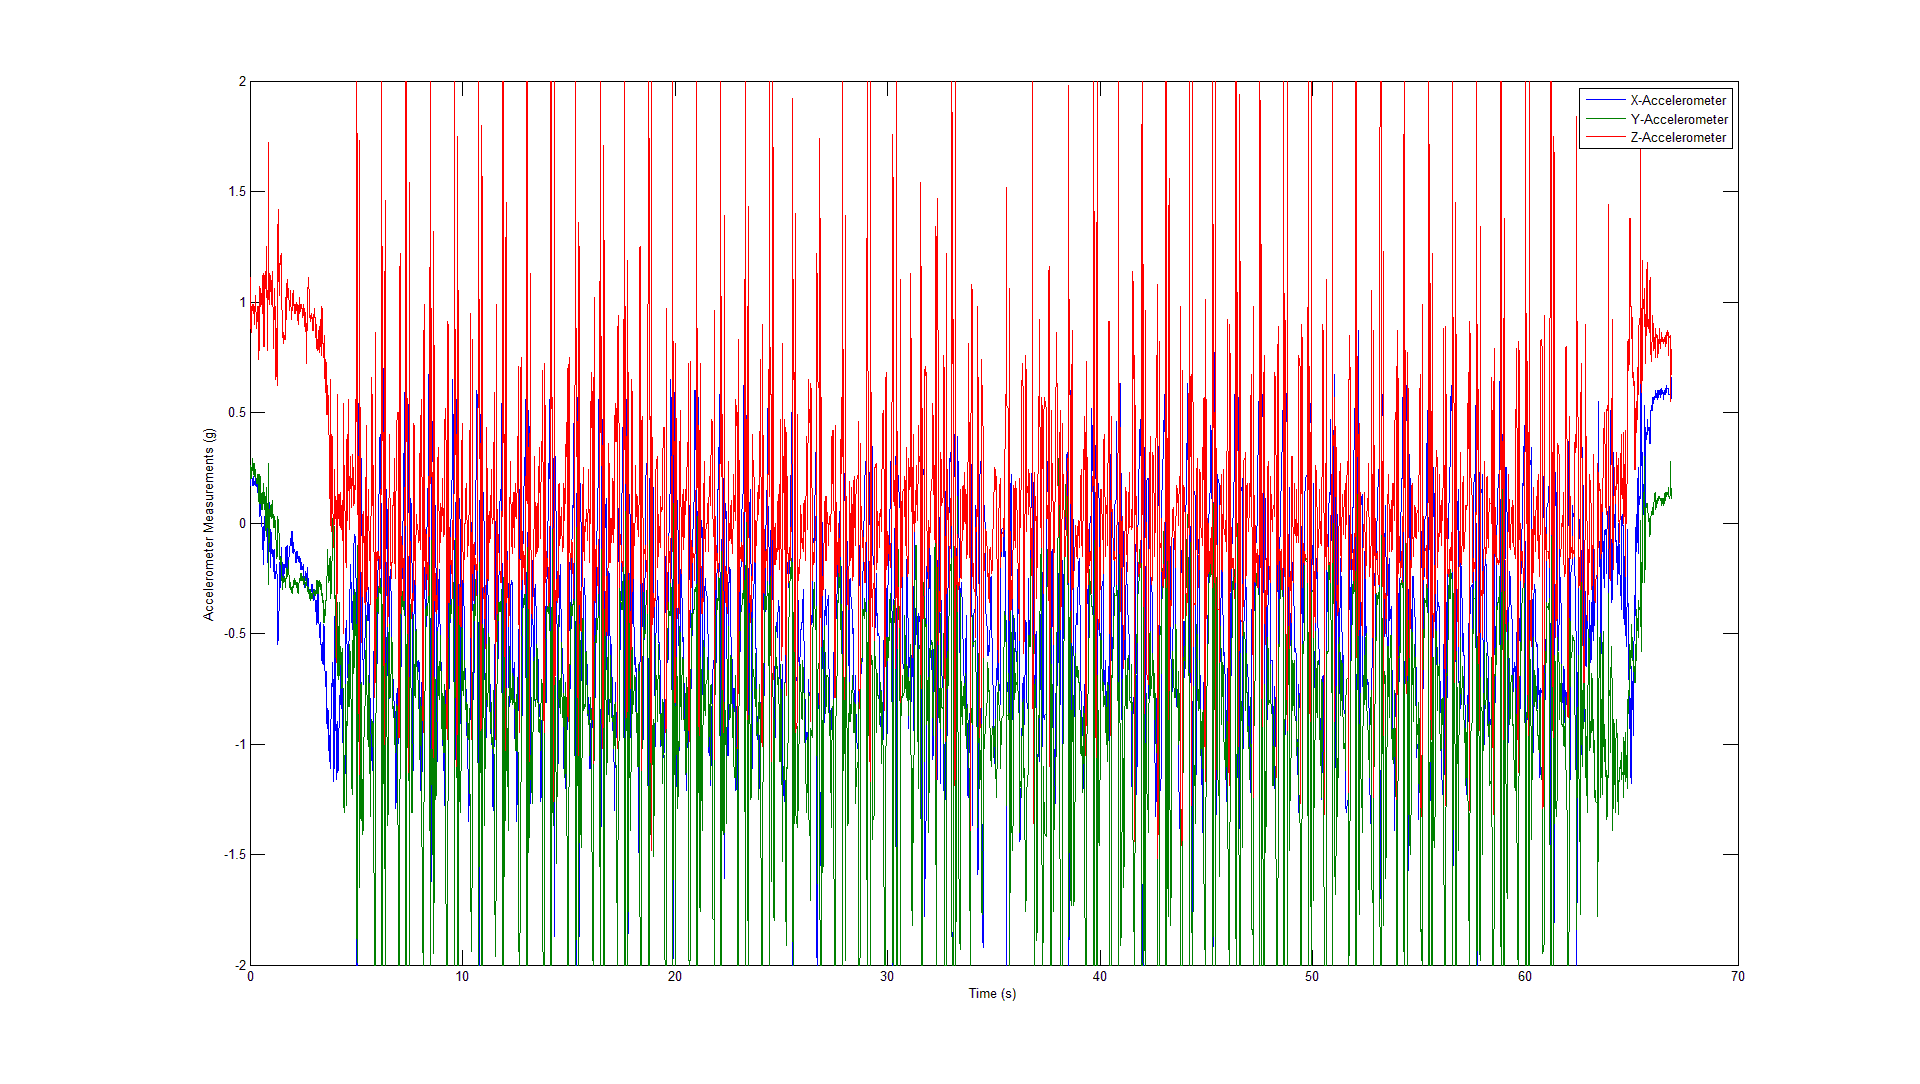 2
1.5
1
0.5
0
-0.5
-1
-1.5
-2
0 10 20 30 40 50 60 70
Time (s)
Accelerometer Measurements (g)
X-Accelerometer
Y-Accelerometer
Z-Accelerometer